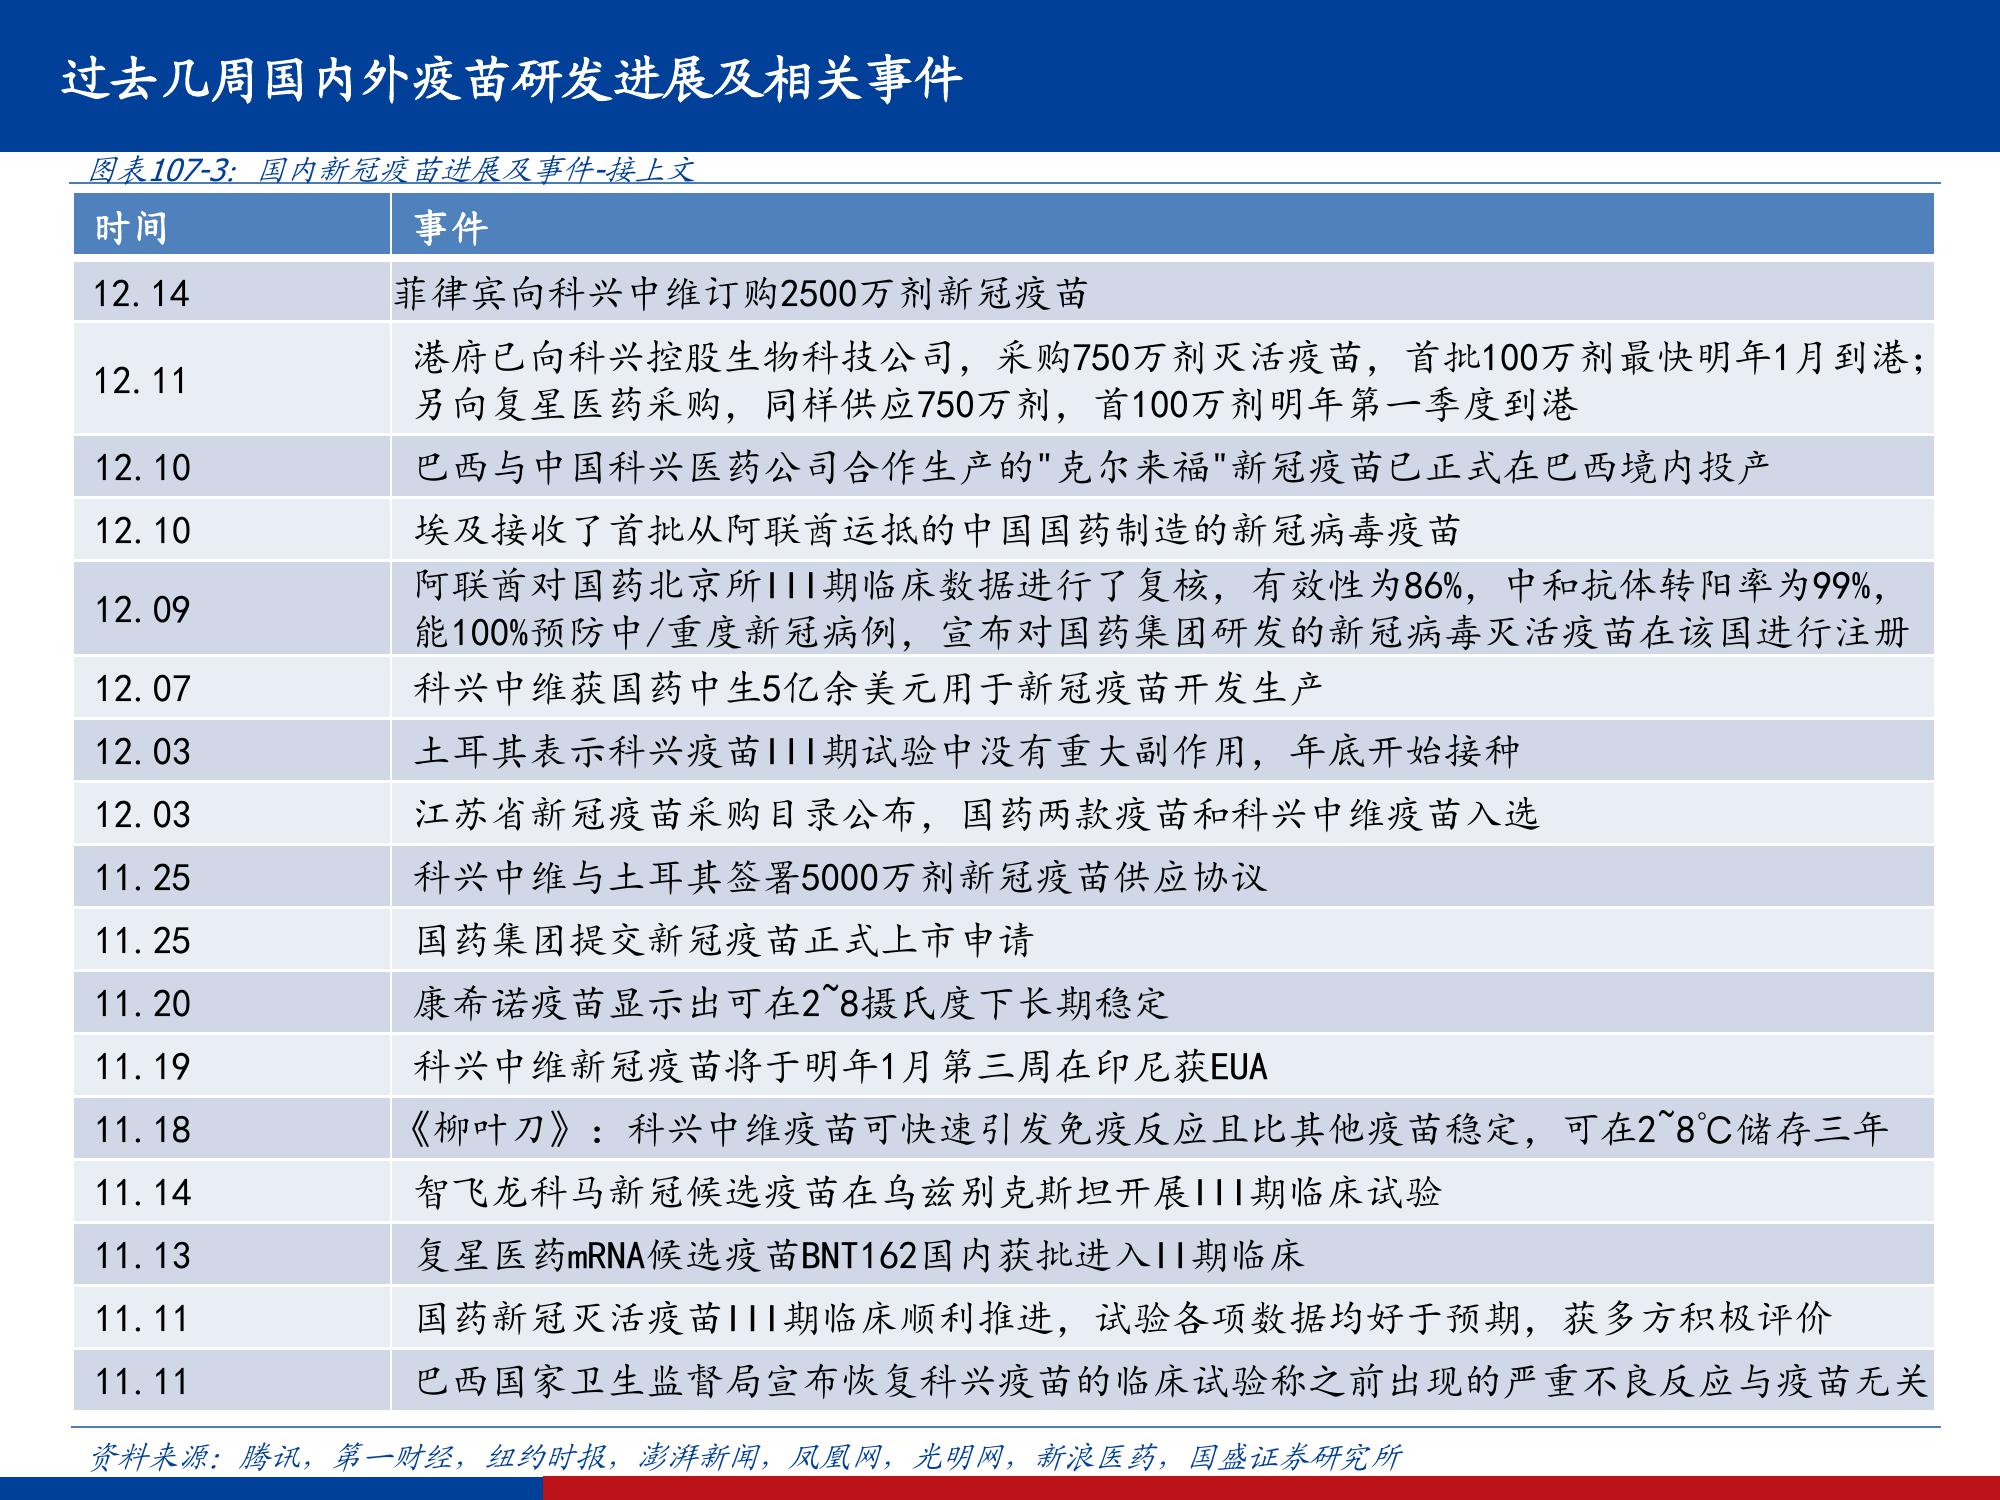 过去几周国内外疫苗研发进展及相关事件
图表107-3：国内新冠疫苗进展及事件-接上文
时间 事件
12.14 菲律宾向科兴中维订购2500万剂新冠疫苗
12.11 港府已向科兴控股生物科技公司，采购750万剂灭活疫苗，首批100万剂最快明年1月到港；
另向复星医药采购，同样供应750万剂，首100万剂明年第一季度到港
12.10 巴西与中国科兴医药公司合作生产的"克尔来福"新冠疫苗已正式在巴西境内投产
12.10 埃及接收了首批从阿联酋运抵的中国国药制造的新冠病毒疫苗
12.09 阿联酋对国药北京所III期临床数据进行了复核，有效性为86%，中和抗体转阳率为99%，
能100%预防中/重度新冠病例，宣布对国药集团研发的新冠病毒灭活疫苗在该国进行注册
12.07 科兴中维获国药中生5亿余美元用于新冠疫苗开发生产
12.03 土耳其表示科兴疫苗III期试验中没有重大副作用，年底开始接种
12.03 江苏省新冠疫苗采购目录公布，国药两款疫苗和科兴中维疫苗入选
11.25 科兴中维与土耳其签署5000万剂新冠疫苗供应协议
11.25 国药集团提交新冠疫苗正式上市申请
11.20 康希诺疫苗显示出可在2~8摄氏度下长期稳定
11.19 科兴中维新冠疫苗将于明年1月第三周在印尼获EUA
11.18 《柳叶刀》：科兴中维疫苗可快速引发免疫反应且比其他疫苗稳定，可在2~8℃储存三年
11.14 智飞龙科马新冠候选疫苗在乌兹别克斯坦开展III期临床试验
11.13 复星医药mRNA候选疫苗BNT162国内获批进入II期临床
11.11 国药新冠灭活疫苗III期临床顺利推进，试验各项数据均好于预期，获多方积极评价
11.11 巴西国家卫生监督局宣布恢复科兴疫苗的临床试验称之前出现的严重不良反应与疫苗无关
资料来源：腾讯，第一财经，纽约时报，澎湃新闻，凤凰网，光明网，新浪医药，国盛证券研究所